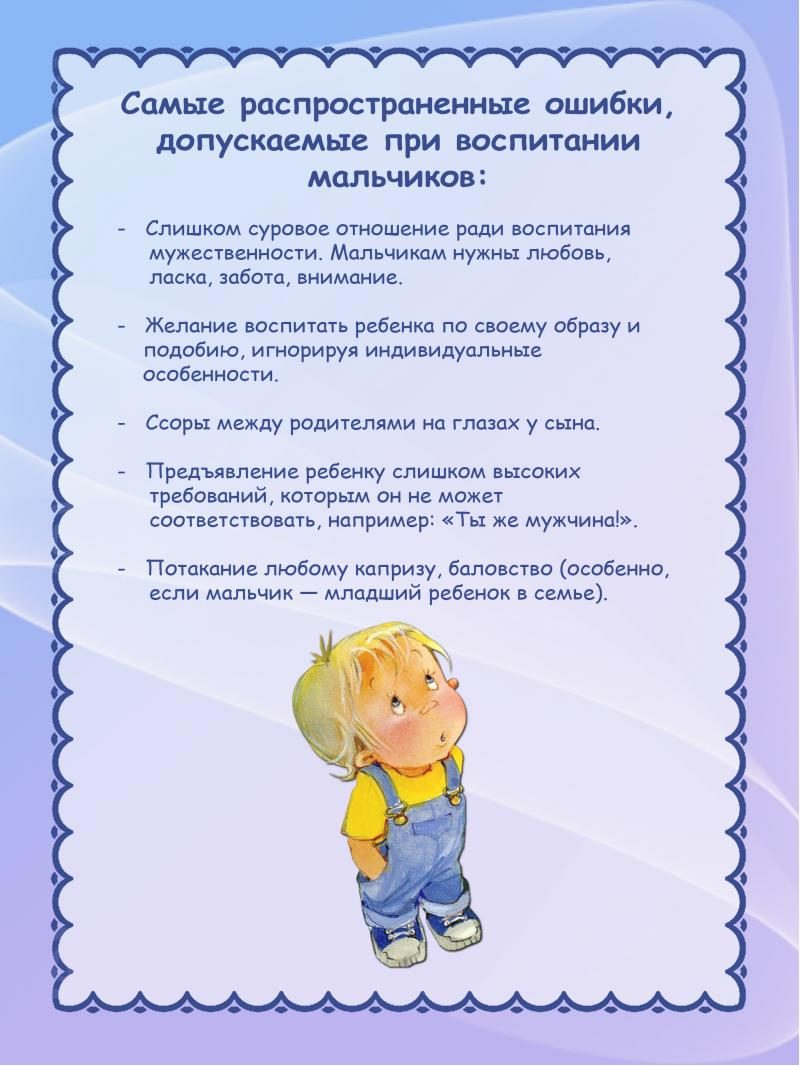 Самые распространенные ошибки,
допускаемые при воспитании
мальчиков:
- Слишком суровое отношение ради воспитания
мужественности. Мальчикам нужны любовь,
ласка, забота, внимание.
- Желание воспитать ребенка по своему образу и
подобию, игнорируя индивидуальные
особенности.
- Ссоры между родителями на глазах у сына.
- Предъявление ребенку слишком высоких
требований, которым он не может
соответствовать, например: «Ты же мужчина!».
- Потакание любому капризу, баловство (особенно,
если мальчик — младший ребенок в семье).